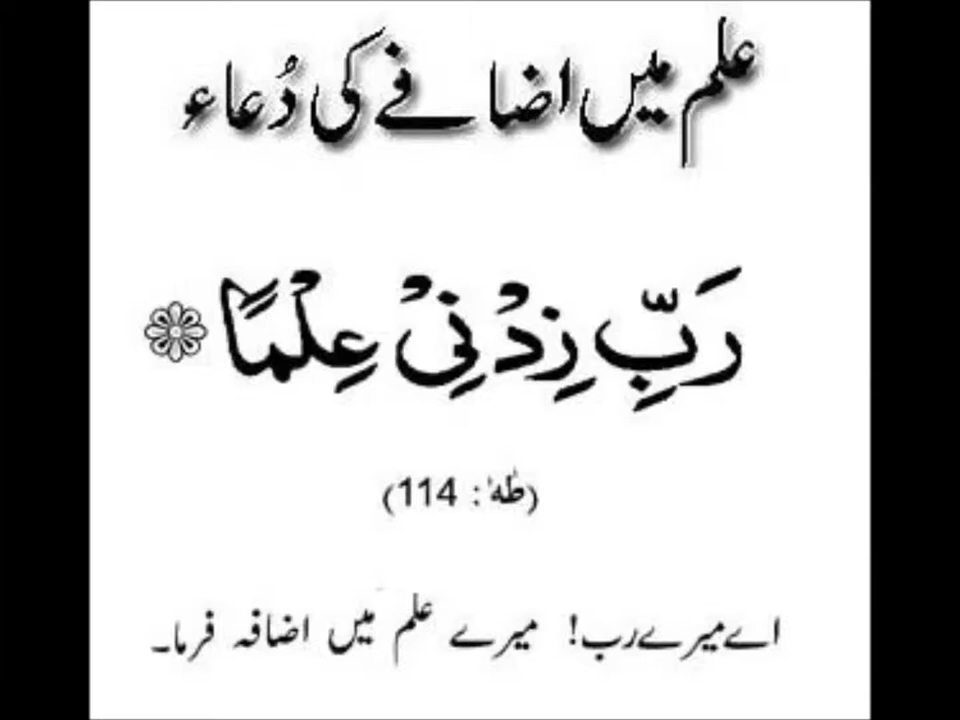 علم میں اضافے کی دُعاء
رَبِّ زِدْنِیْ عِلْمًا
(طٰهٰ: 114)
اے میرے رب! میرے علم میں اضافہ فرما۔